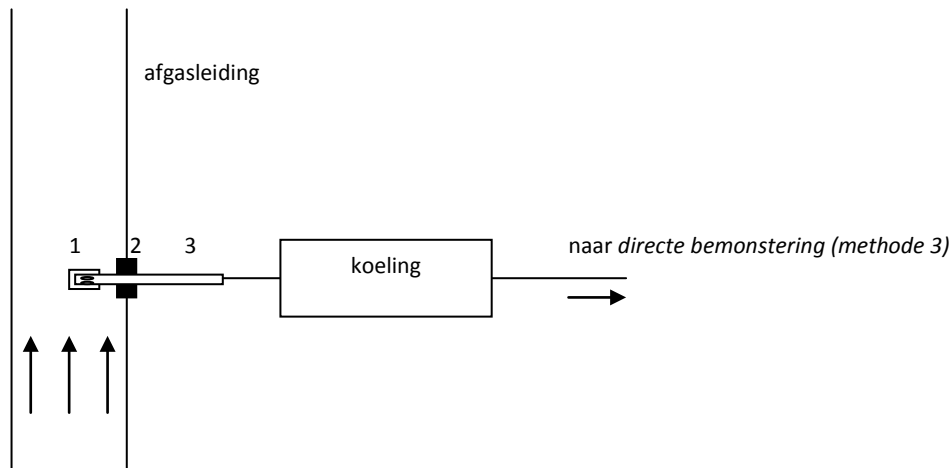 afgasleiding
1 2 3
koeling
naar directe bemonstering (methode 3)